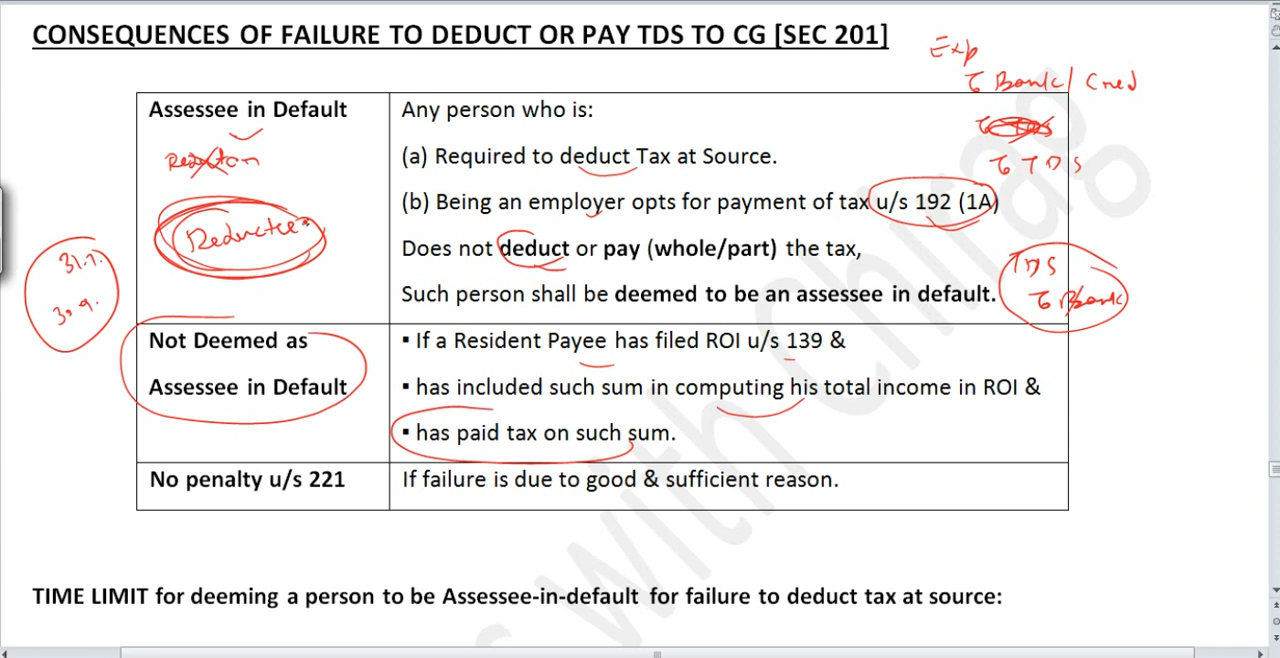 CONSEQUENCES OF FAILURE TO DEDUCT OR PAY TDS TO CG [SEC 201]
Exp
To Bank / Cred
To TDS
Assessee in Default
Any person who is:
(a) Required to deduct Tax at Source.
(b) Being an employer opts for payment of tax u/s 192 (1A)
Does not deduct or pay (whole/part) the tax,
Such person shall be deemed to be an assessee in default.
Deductee
31.7.
30.9.
TDS
To Bank
Not Deemed as
Assessee in Default
▪ If a Resident Payee has filed ROI u/s 139 &
▪ has included such sum in computing his total income in ROI &
▪ has paid tax on such sum.
No penalty u/s 221
If failure is due to good & sufficient reason.
TIME LIMIT for deeming a person to be Assessee-in-default for failure to deduct tax at source:
s with Chirag